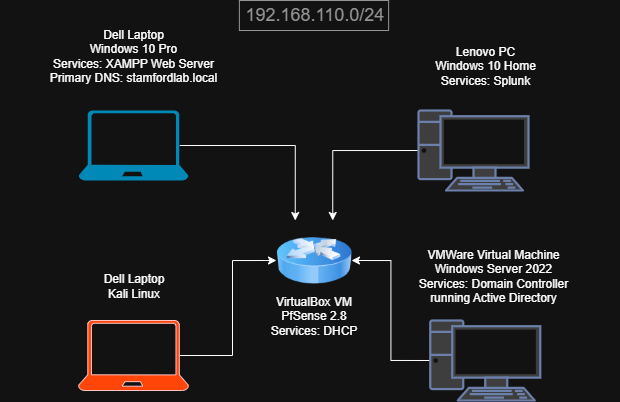 192.168.110.0/24
Dell Laptop
Windows 10 Pro
Services: XAMPP Web Server
Primary DNS: stamfordlab.local
Lenovo PC
Windows 10 Home
Services: Splunk
Dell Laptop
Kali Linux
VirtualBox VM
PfSense 2.8
Services: DHCP
VMWare Virtual Machine
Windows Server 2022
Services: Domain Controller
running Active Directory